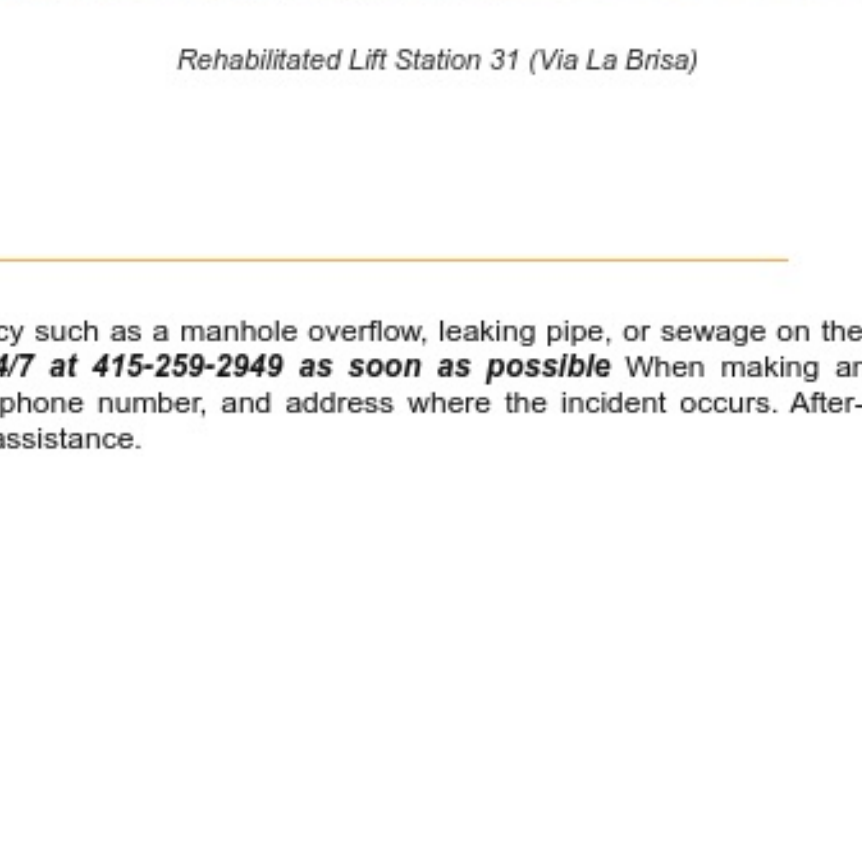 Rehabilitated Lift Station 31 (Via La Brisa)
cy such as a manhole overflow, leaking pipe, or sewage on the
4/7 at 415-259-2949 as soon as possible When making an
phone number, and address where the incident occurs. After-
assistance.